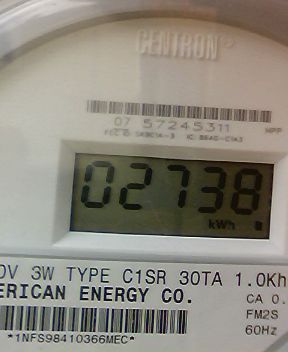 CENTRON®
07 57245311 HPP
02738
kWh
0V 3W TYPE C1SR 30TA 1.0Kh
ERICAN ENERGY CO. CA 0.
FM2S
60Hz
*1NFS98410366MEC*